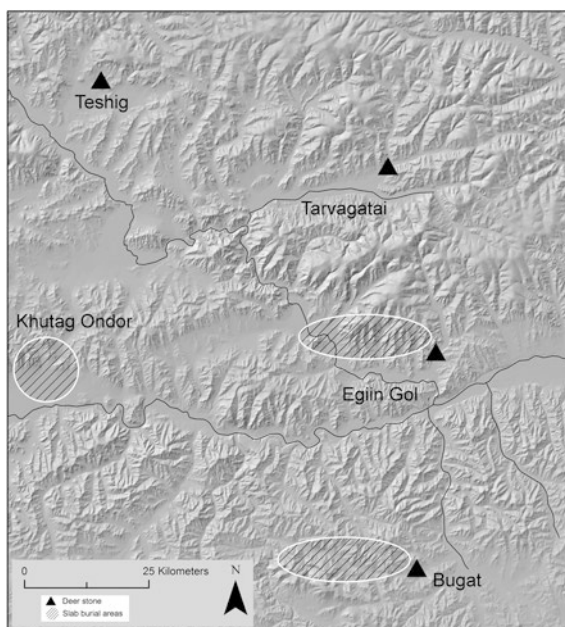 Teshig
Tarvagatai
Khutag Ondor
Egiin Gol
Bugat
0 25 Kilometers
N
Deer stone
Slab burial areas